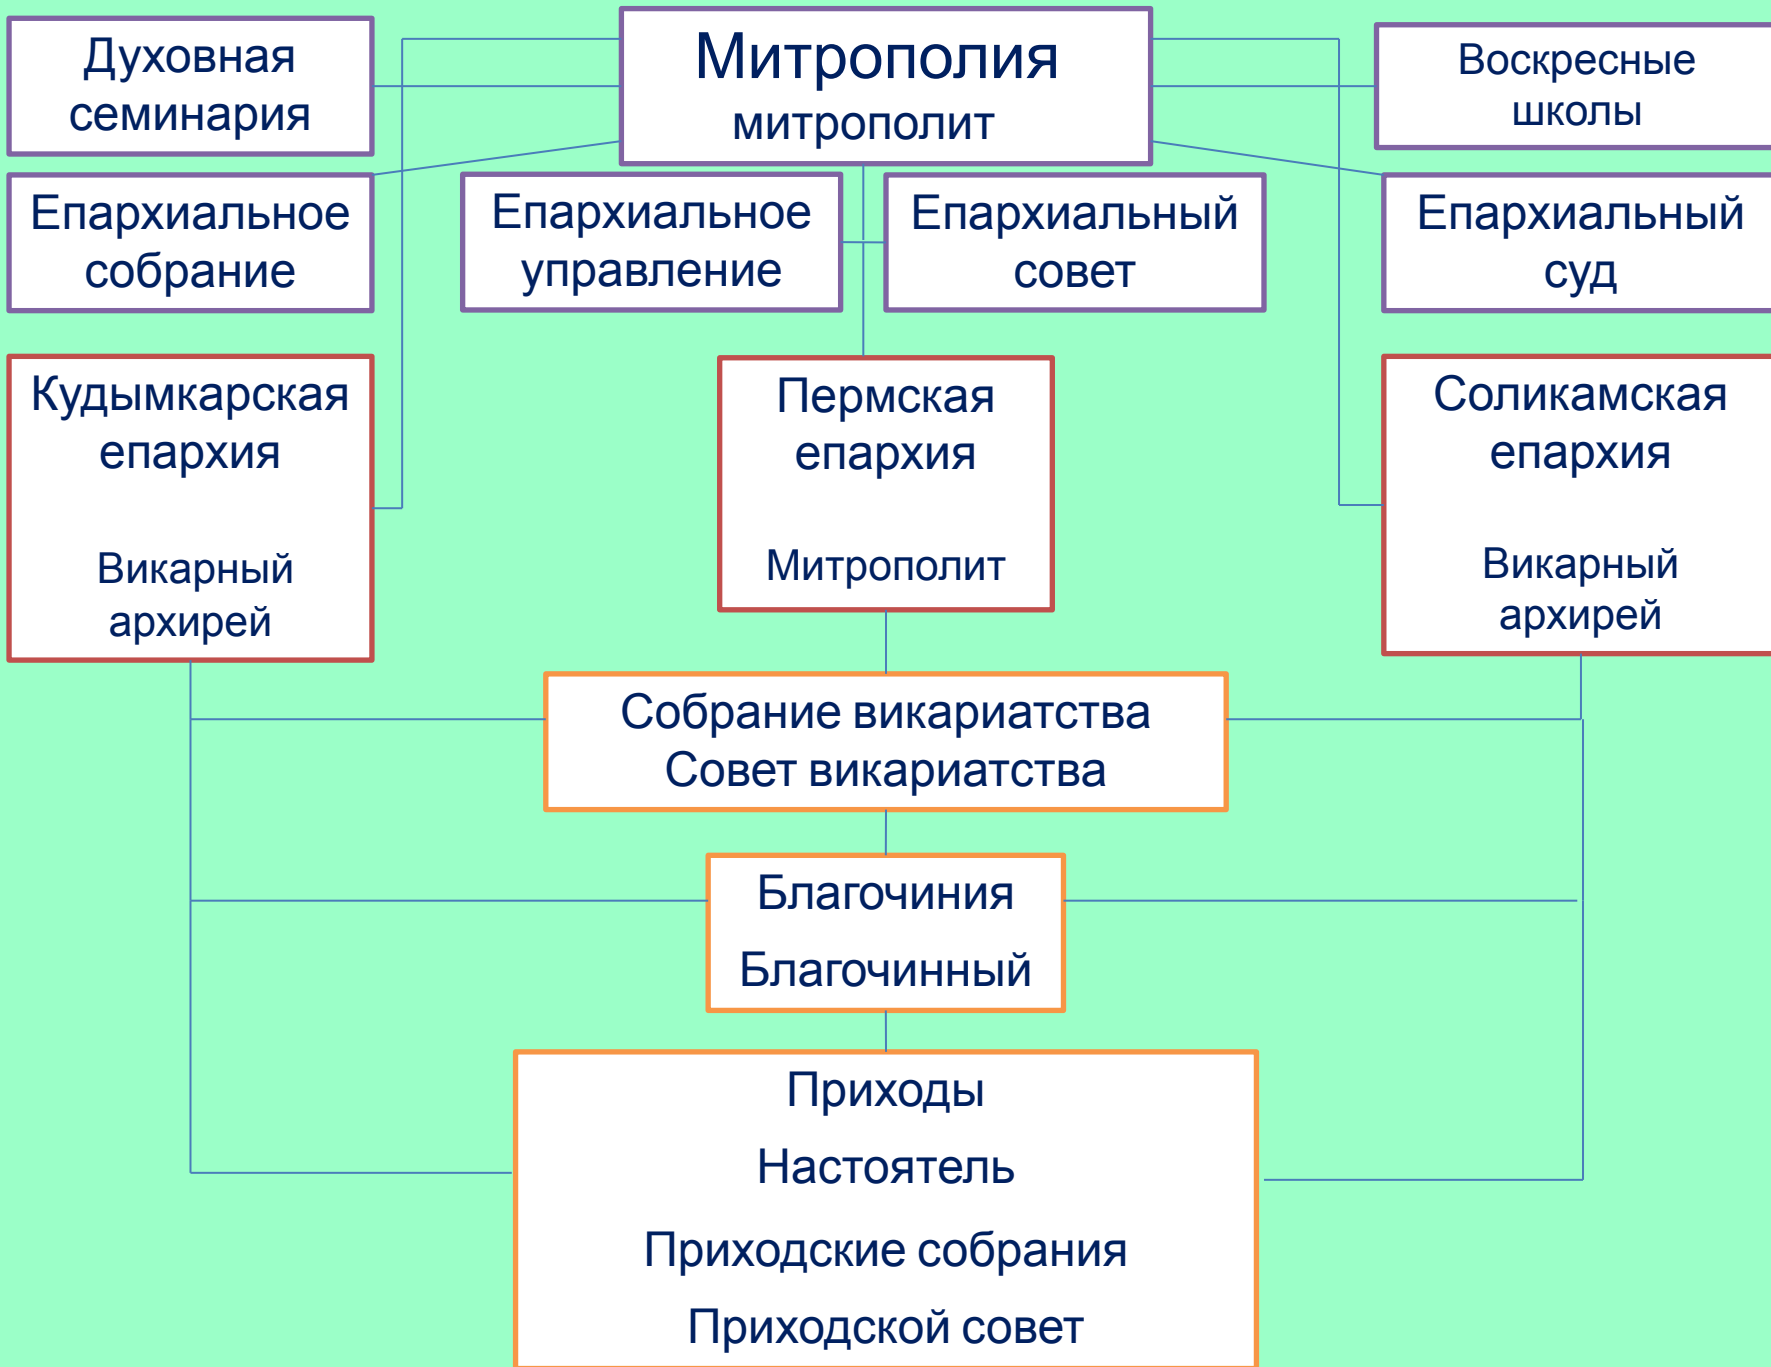 Духовная
семинария
Митрополия
митрополит
Воскресные
школы
Епархиальное
собрание
Епархиальное
управление
Епархиальный
совет
Епархиальный
суд
Кудымкарская
епархия
Викарный
архирей
Пермская
епархия
Митрополит
Соликамская
епархия
Викарный
архирей
Собрание викариатства
Совет викариатства
Благочиния
Благочинный
Приходы
Настоятель
Приходские собрания
Приходской совет